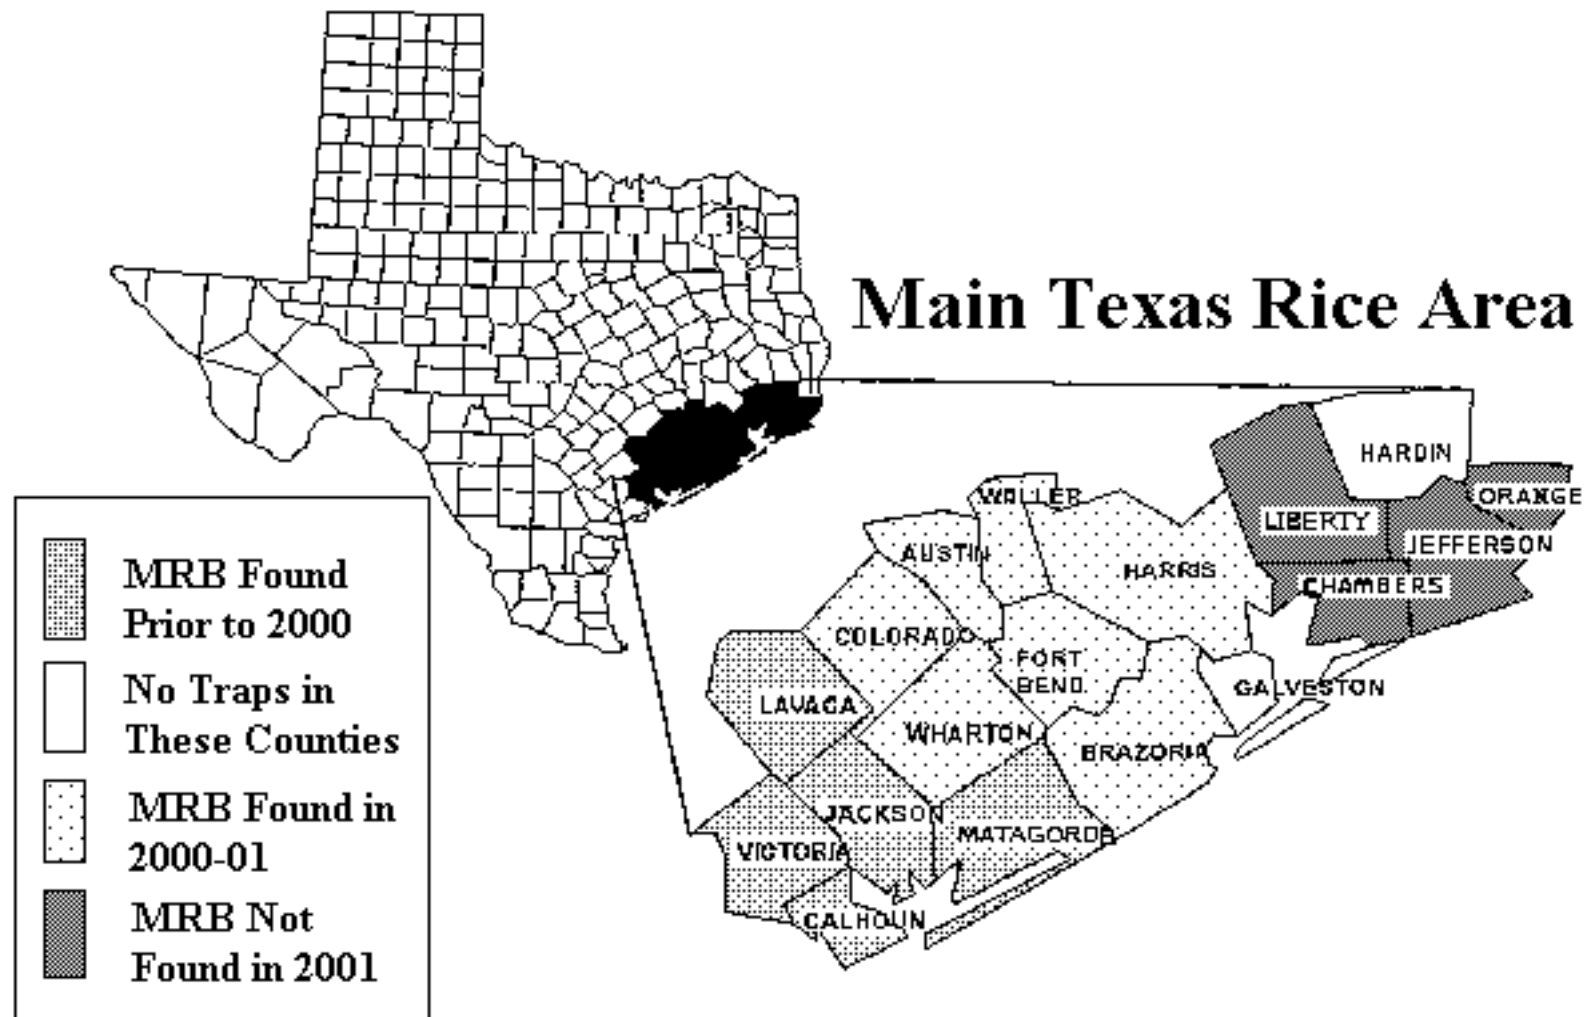 Main Texas Rice Area
HARDIN
ORANGE
WALLER
LIBERTY
JEFFERSON
AUSTIN
HARRIS
CHAMBERS
COLORADO
FORT
BEND
GALVESTON
LAVACA
WHARTON
BRAZORIA
JACKSON
MATAGORDA
VICTORIA
CALHOUN
MRB Found
Prior to 2000
No Traps in
These Counties
MRB Found in
2000-01
MRB Not
Found in 2001